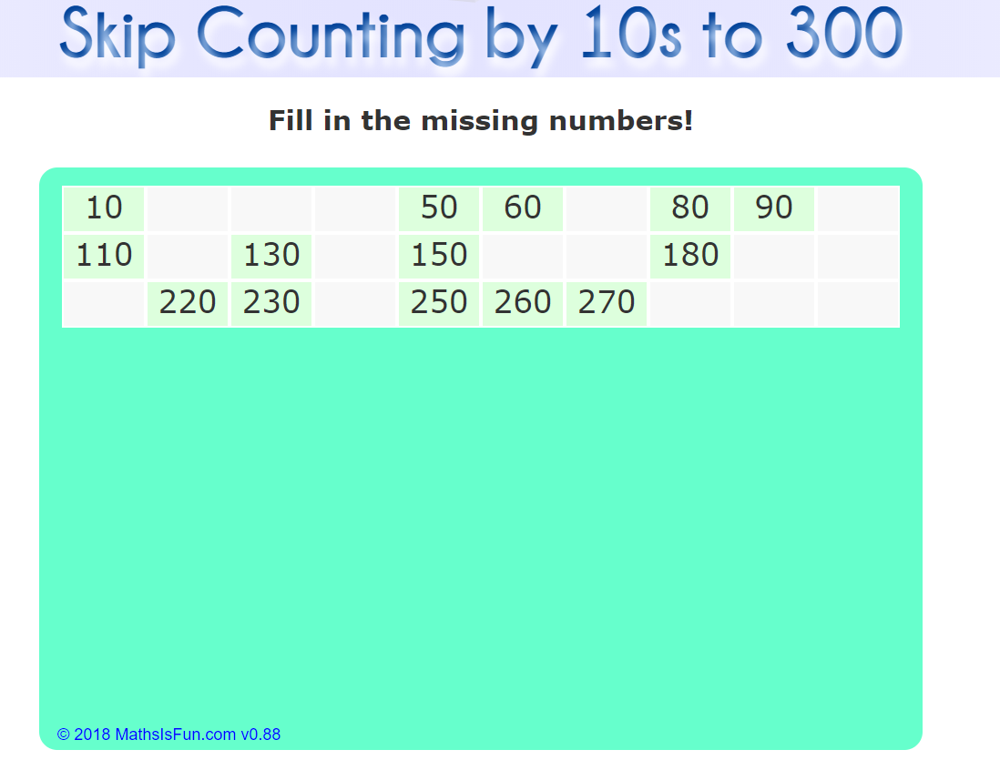 Skip Counting by 10s to 300
Fill in the missing numbers!
10 50 60 80 90
110 130 150 180
220 230 250 260 270
© 2018 MathsIsFun.com v0.88